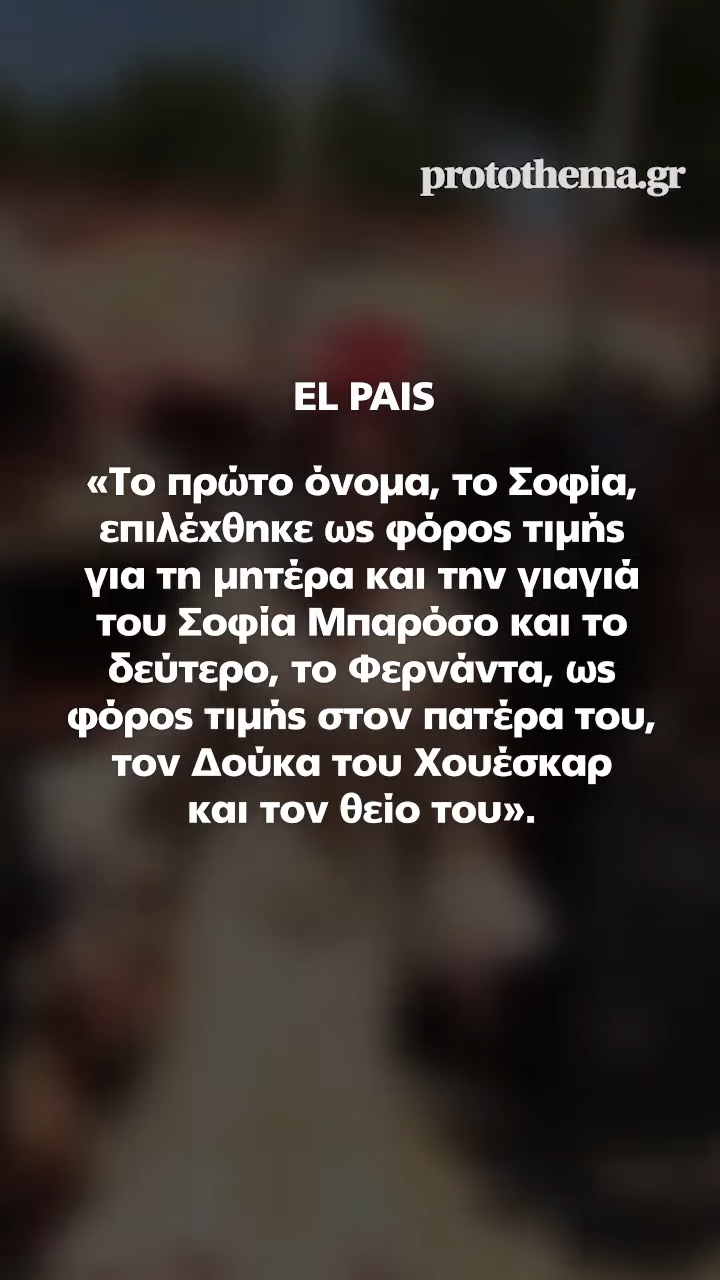 protothema.gr
EL PAIS
«Το πρώτο όνομα, το Σοφία,
επιλέχθηκε ως φόρος τιμής
για τη μητέρα και την γιαγιά
του Σοφία Μπαρόσο και το
δεύτερο, το Φερνάντα, ως
φόρος τιμής στον πατέρα του,
τον Δούκα του Χουέσκαρ
και τον θείο του».